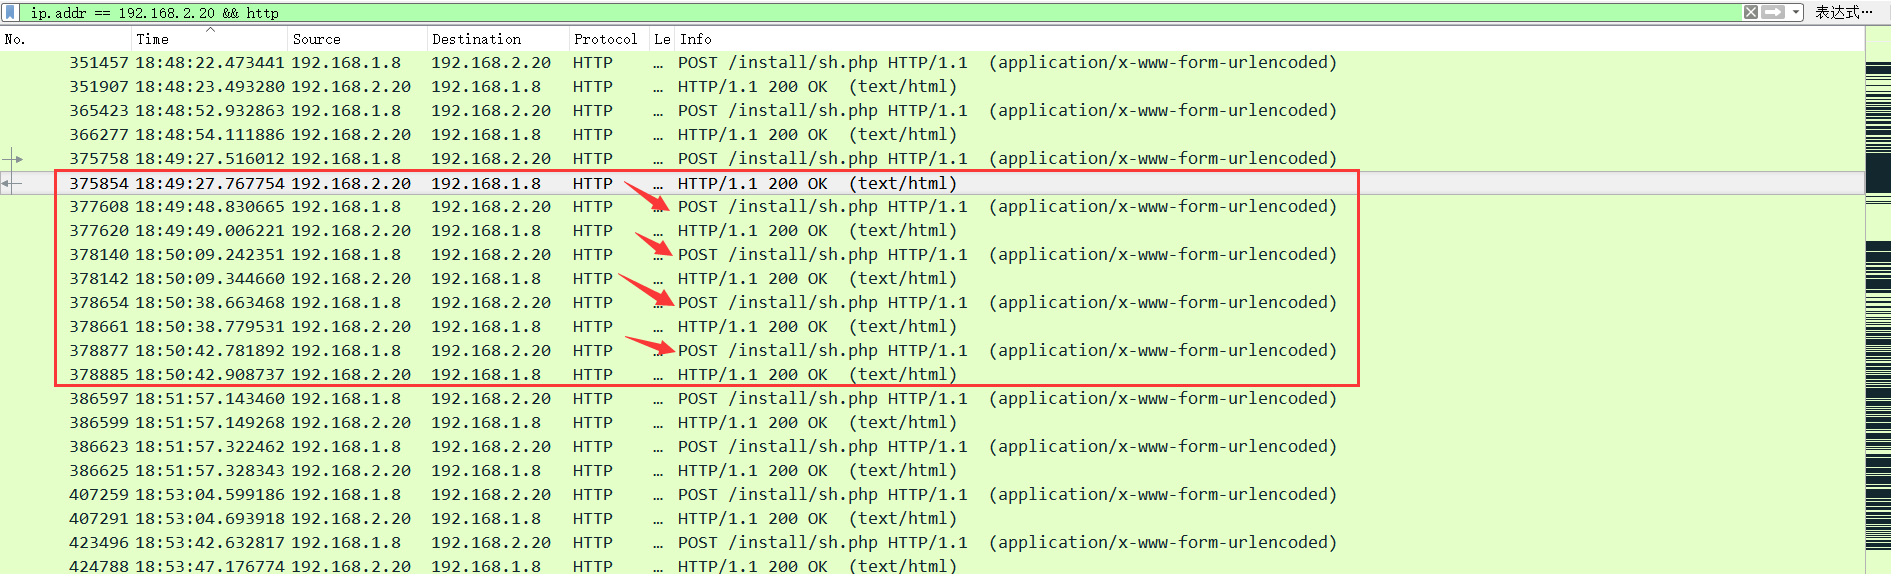 ip.addr == 192.168.2.20 && http 表达式…
No. Time Source Destination Protocol Le Info
351457 18:48:22.473441 192.168.1.8 192.168.2.20 HTTP … POST /install/sh.php HTTP/1.1 (application/x-www-form-urlencoded)
351907 18:48:23.493280 192.168.2.20 192.168.1.8 HTTP … HTTP/1.1 200 OK (text/html)
365423 18:48:52.932863 192.168.1.8 192.168.2.20 HTTP … POST /install/sh.php HTTP/1.1 (application/x-www-form-urlencoded)
366277 18:48:54.111886 192.168.2.20 192.168.1.8 HTTP … HTTP/1.1 200 OK (text/html)
375758 18:49:27.516012 192.168.1.8 192.168.2.20 HTTP … POST /install/sh.php HTTP/1.1 (application/x-www-form-urlencoded)
375854 18:49:27.767754 192.168.2.20 192.168.1.8 HTTP … HTTP/1.1 200 OK (text/html)
377608 18:49:48.830665 192.168.1.8 192.168.2.20 HTTP … POST /install/sh.php HTTP/1.1 (application/x-www-form-urlencoded)
377620 18:49:49.006221 192.168.2.20 192.168.1.8 HTTP … HTTP/1.1 200 OK (text/html)
378140 18:50:09.242351 192.168.1.8 192.168.2.20 HTTP … POST /install/sh.php HTTP/1.1 (application/x-www-form-urlencoded)
378142 18:50:09.344660 192.168.2.20 192.168.1.8 HTTP … HTTP/1.1 200 OK (text/html)
378654 18:50:38.663468 192.168.1.8 192.168.2.20 HTTP … POST /install/sh.php HTTP/1.1 (application/x-www-form-urlencoded)
378661 18:50:38.779531 192.168.2.20 192.168.1.8 HTTP … HTTP/1.1 200 OK (text/html)
378877 18:50:42.781892 192.168.1.8 192.168.2.20 HTTP … POST /install/sh.php HTTP/1.1 (application/x-www-form-urlencoded)
378885 18:50:42.908737 192.168.2.20 192.168.1.8 HTTP … HTTP/1.1 200 OK (text/html)
386597 18:51:57.143460 192.168.1.8 192.168.2.20 HTTP … POST /install/sh.php HTTP/1.1 (application/x-www-form-urlencoded)
386599 18:51:57.149268 192.168.2.20 192.168.1.8 HTTP … HTTP/1.1 200 OK (text/html)
386623 18:51:57.322462 192.168.1.8 192.168.2.20 HTTP … POST /install/sh.php HTTP/1.1 (application/x-www-form-urlencoded)
386625 18:51:57.328343 192.168.2.20 192.168.1.8 HTTP … HTTP/1.1 200 OK (text/html)
407259 18:53:04.599186 192.168.1.8 192.168.2.20 HTTP … POST /install/sh.php HTTP/1.1 (application/x-www-form-urlencoded)
407291 18:53:04.693918 192.168.2.20 192.168.1.8 HTTP … HTTP/1.1 200 OK (text/html)
423496 18:53:42.632817 192.168.1.8 192.168.2.20 HTTP … POST /install/sh.php HTTP/1.1 (application/x-www-form-urlencoded)
424788 18:53:47.176774 192.168.2.20 192.168.1.8 HTTP … HTTP/1.1 200 OK (text/html)